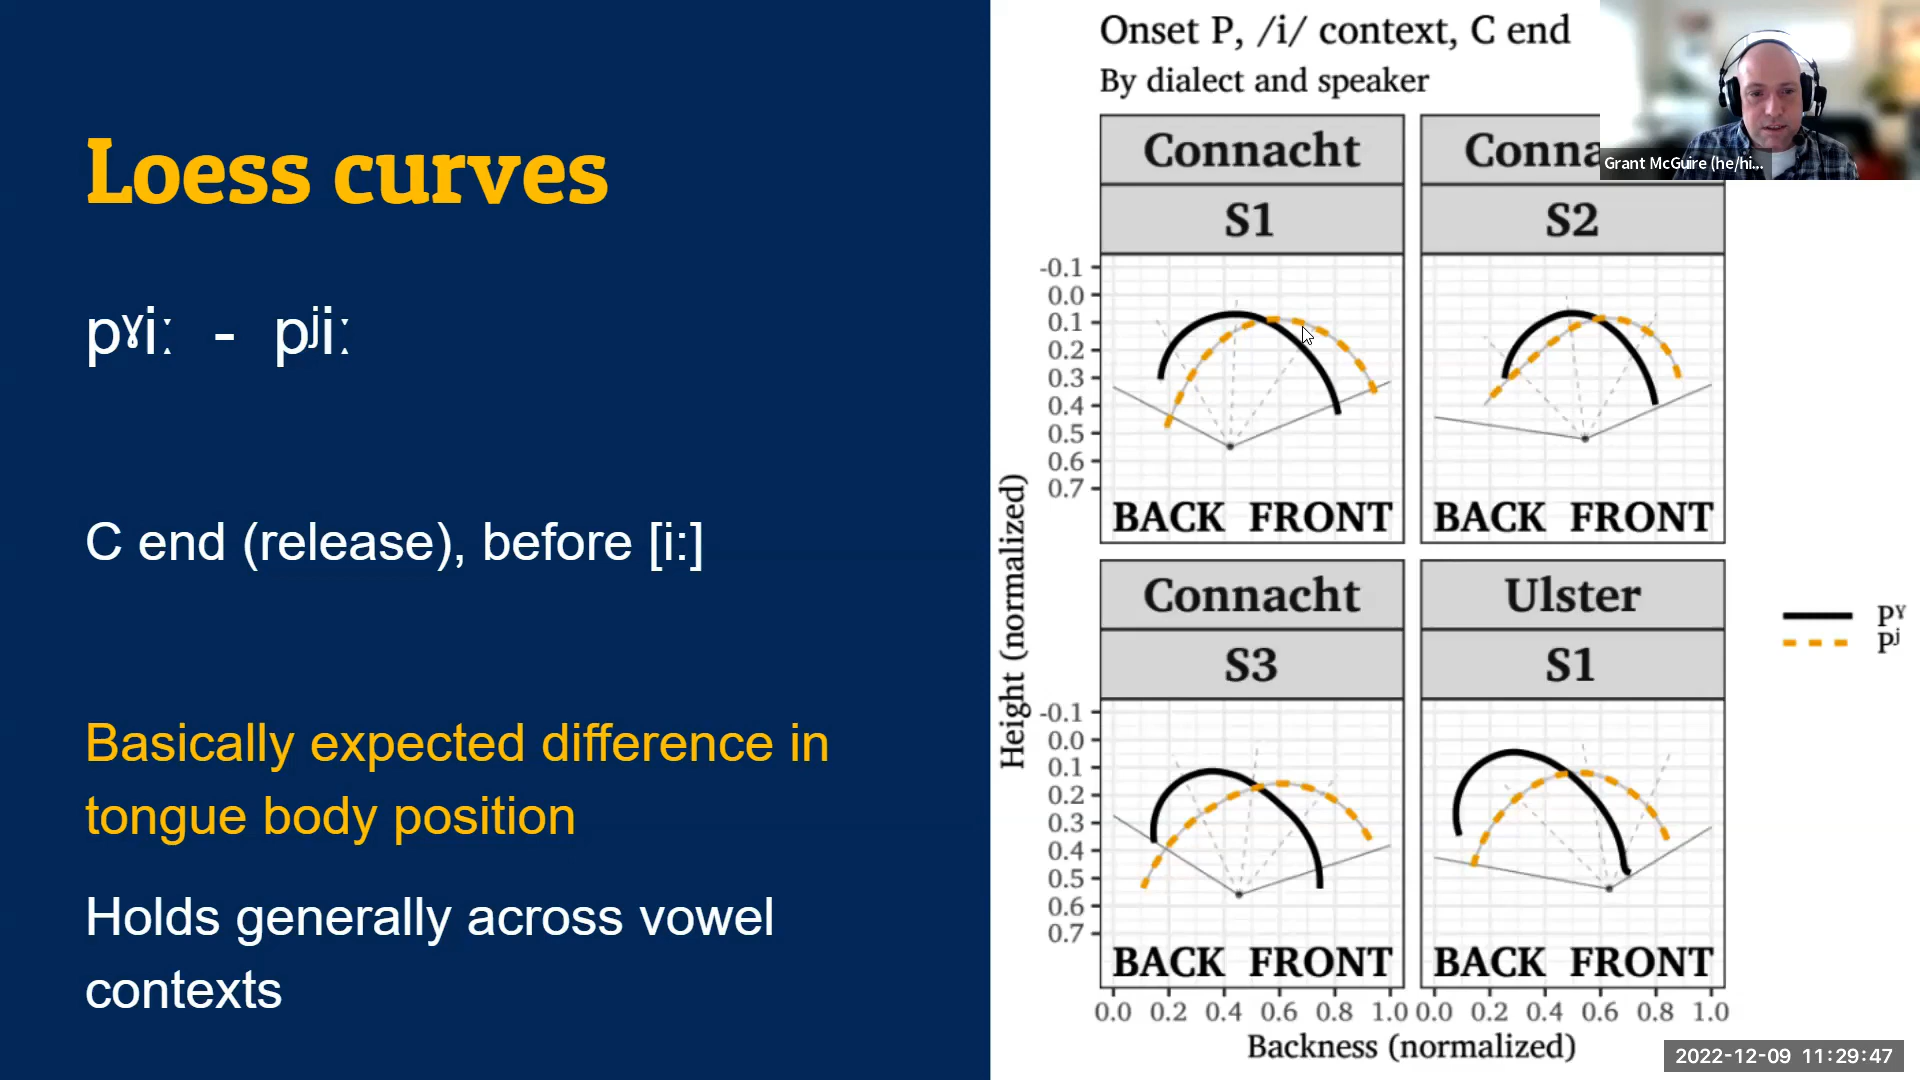 Loess curves
pˠiː - pʲiː
C end (release), before [i:]
Basically expected difference in
tongue body position
Holds generally across vowel
contexts
Onset P, /i/ context, C end
By dialect and speaker
Grant McGuire (he/hi...
Connacht
S1
S2
-0.1
0.0
0.1
0.2
0.3
0.4
0.5
0.6
0.7
BACK FRONT
BACK FRONT
Height (normalized)
Connacht
Ulster
S3
S1
-0.1
0.0
0.1
0.2
0.3
0.4
0.5
0.6
0.7
BACK FRONT
BACK FRONT
0.0 0.2 0.4 0.6 0.8 1.0 0.0 0.2 0.4 0.6 0.8 1.0
Backness (normalized)
Pˠ
Pʲ
2022-12-09 11:29:47